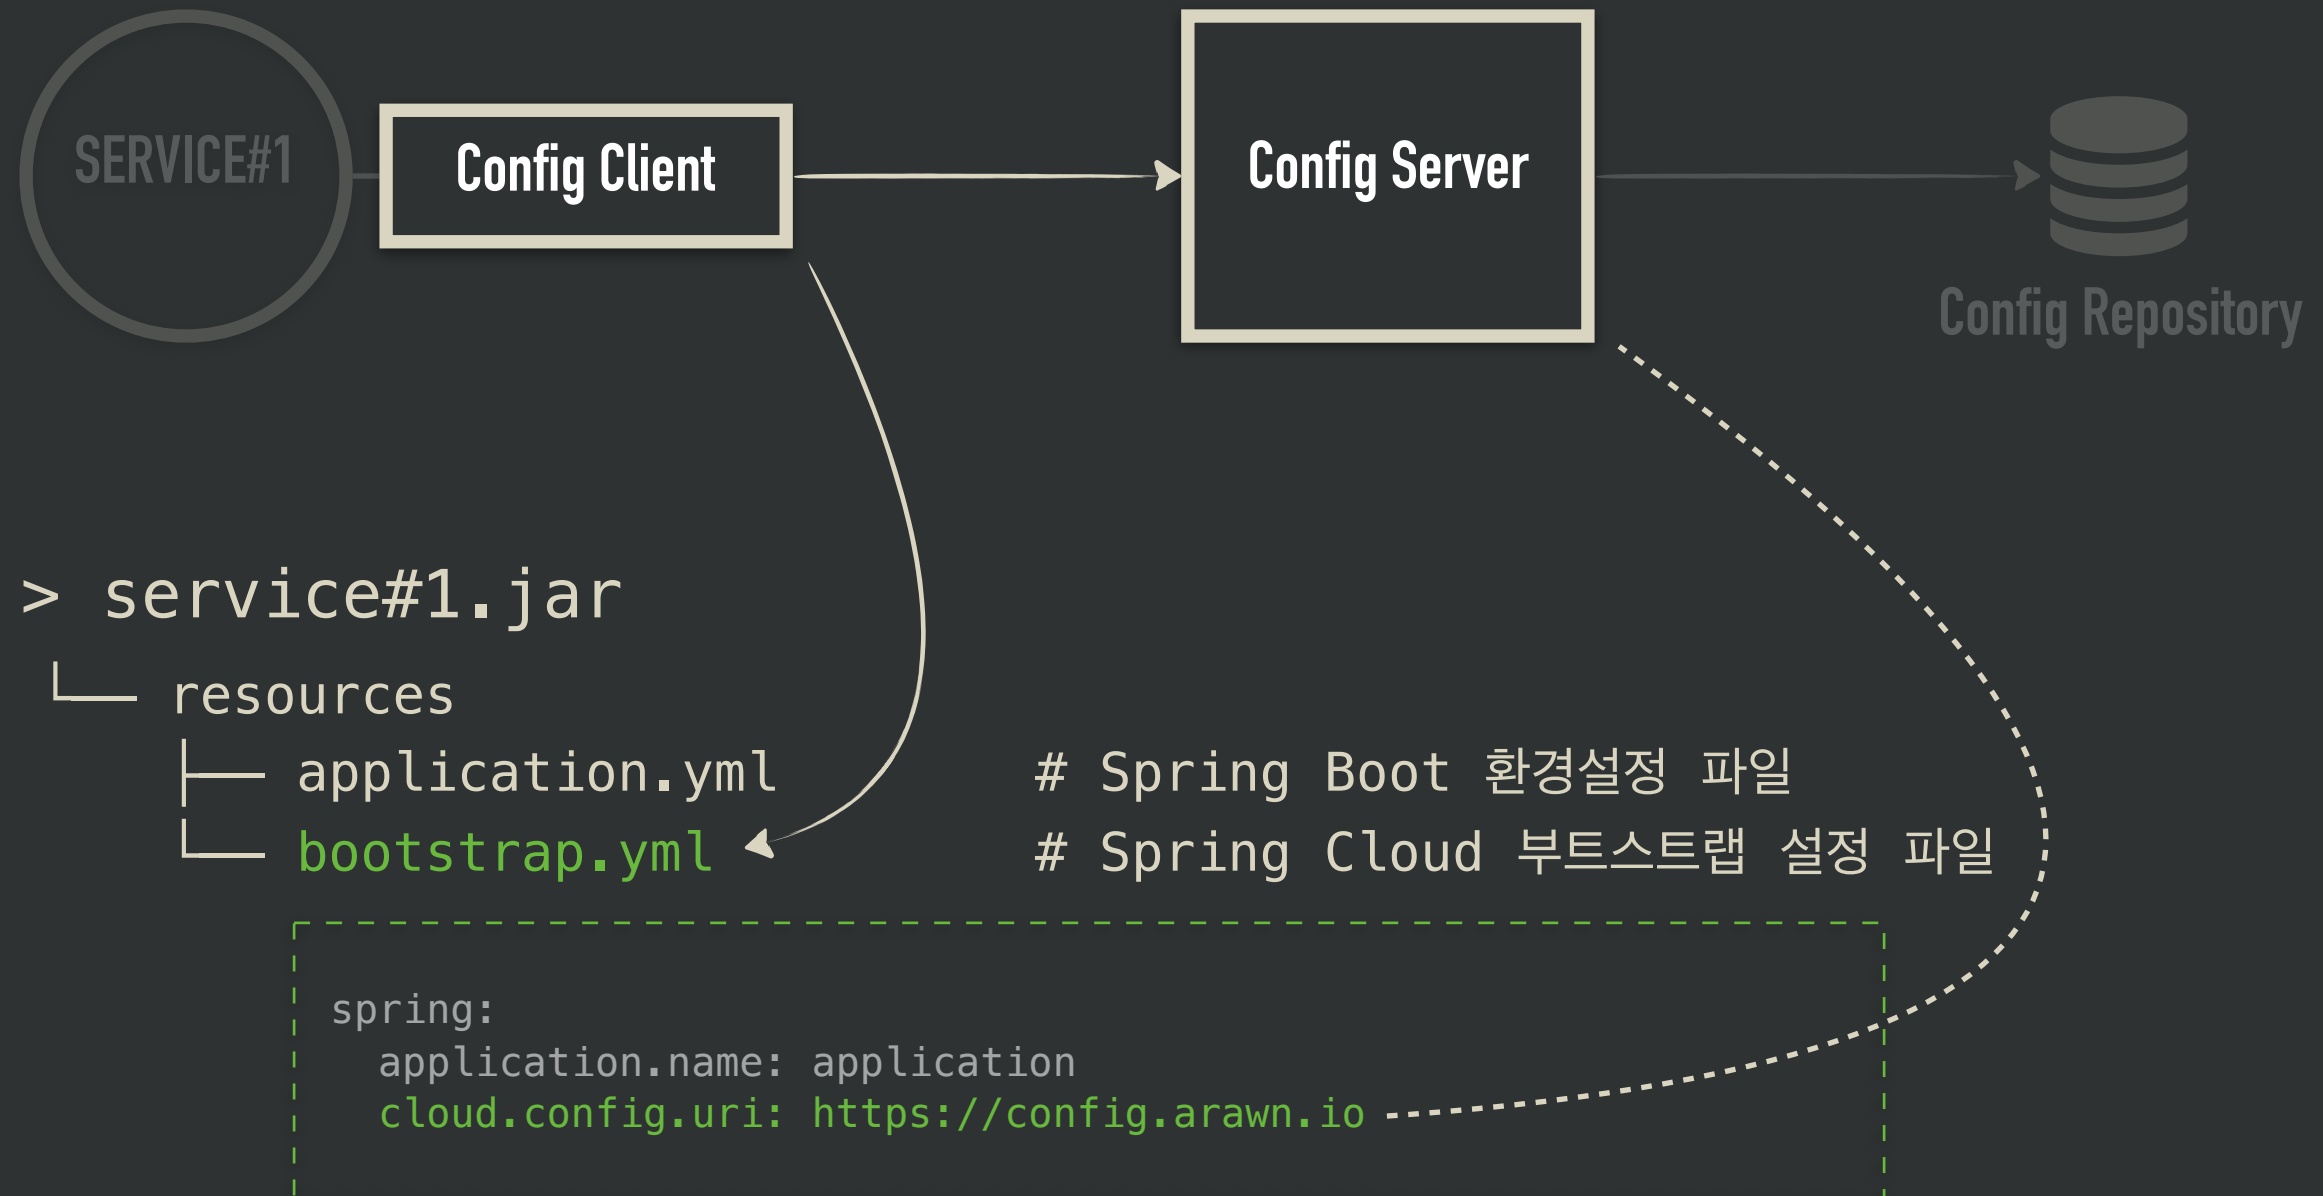 SERVICE#1
Config Client
Config Server
Config Repository
> service#1.jar
└── resources
├── application.yml # Spring Boot 환경설정 파일
└── bootstrap.yml # Spring Cloud 부트스트랩 설정 파일
spring:
application.name: application
cloud.config.uri: https://config.arawn.io